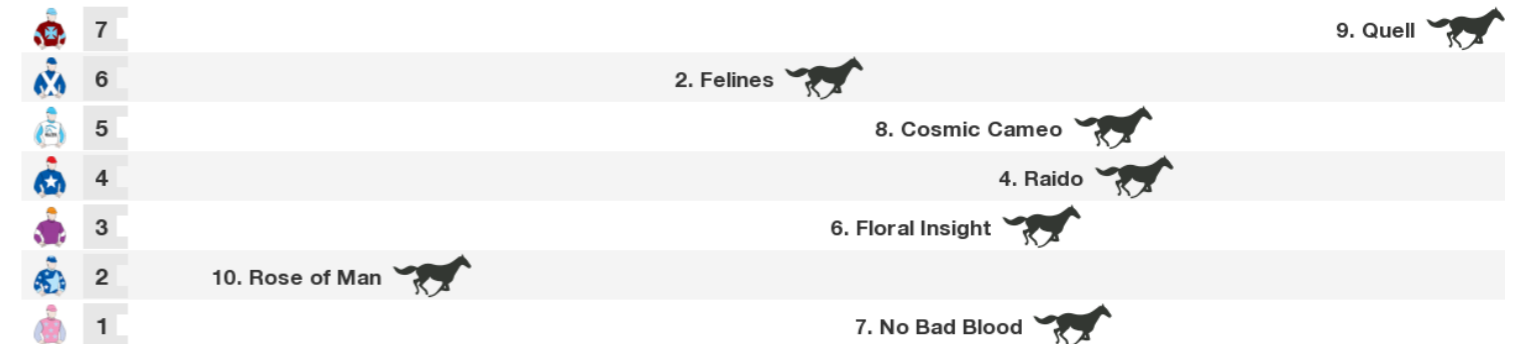 7 9. Quell
6 2. Felines
5 8. Cosmic Cameo
4 4. Raido
3 6. Floral Insight
2 10. Rose of Man
1 7. No Bad Blood